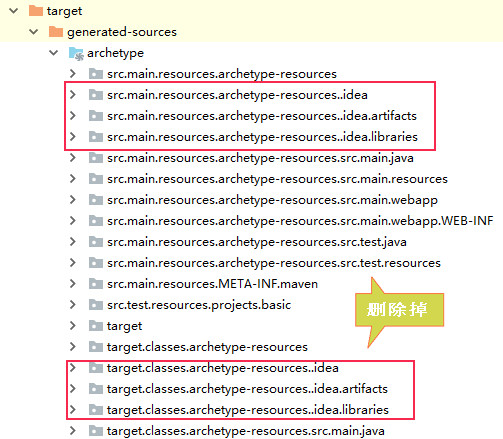 target
generated-sources
archetype
src.main.resources.archetype-resources
src.main.resources.archetype-resources..idea
src.main.resources.archetype-resources..idea.artifacts
src.main.resources.archetype-resources..idea.libraries
src.main.resources.archetype-resources.src.main.java
src.main.resources.archetype-resources.src.main.resources
src.main.resources.archetype-resources.src.main.webapp
src.main.resources.archetype-resources.src.main.webapp.WEB-INF
src.main.resources.archetype-resources.src.test.java
src.main.resources.archetype-resources.src.test.resources
src.main.resources.META-INF.maven
src.test.resources.projects.basic
删除掉
target
target.classes.archetype-resources
target.classes.archetype-resources..idea
target.classes.archetype-resources..idea.artifacts
target.classes.archetype-resources..idea.libraries
target.classes.archetype-resources.src.main.java